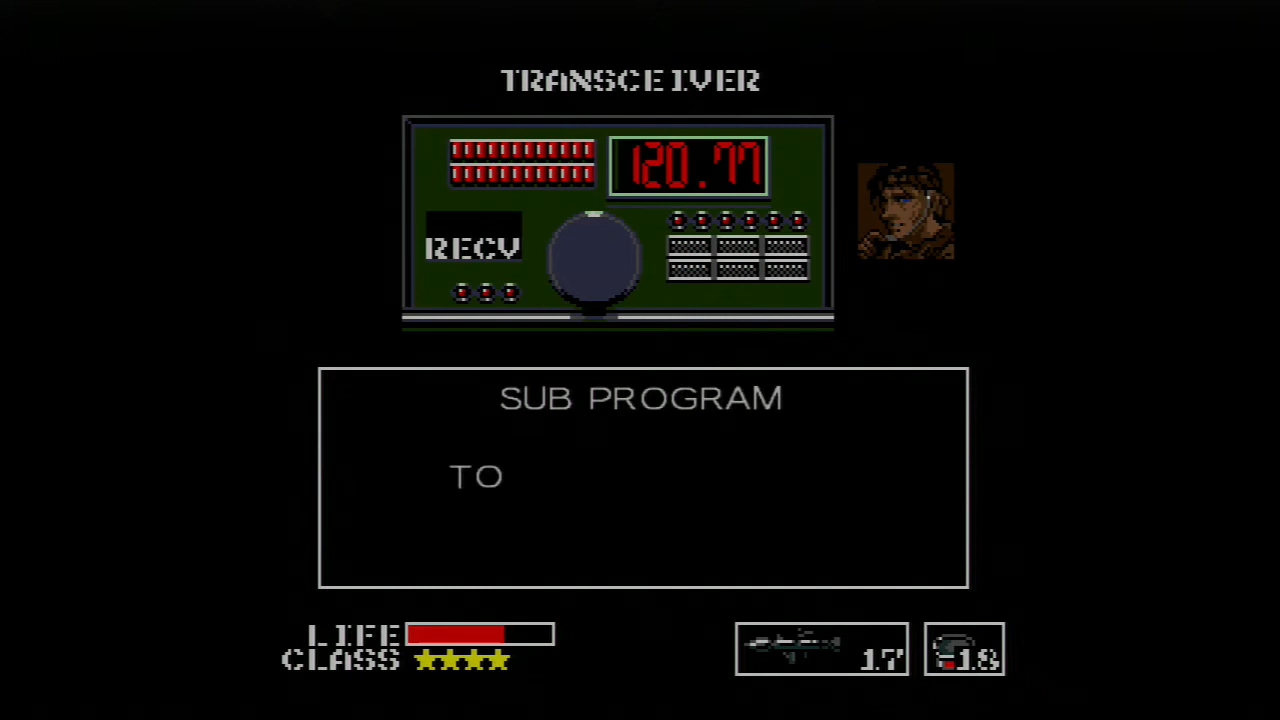 TRANSCEIVER
120.77
RECV
SUB PROGRAM
TO
LIFE
CLASS
17
18